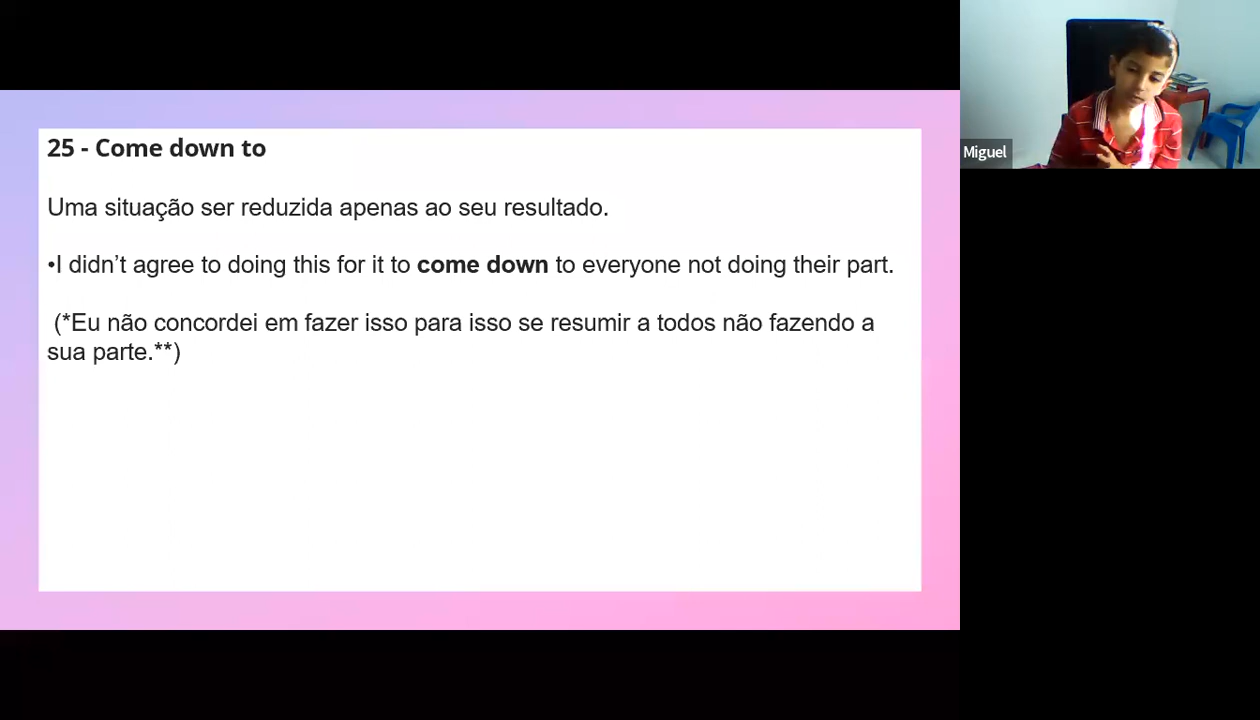 25 - Come down to
Uma situação ser reduzida apenas ao seu resultado.
•I didn’t agree to doing this for it to come down to everyone not doing their part.
(*Eu não concordei em fazer isso para isso se resumir a todos não fazendo a
sua parte.**)
Miguel